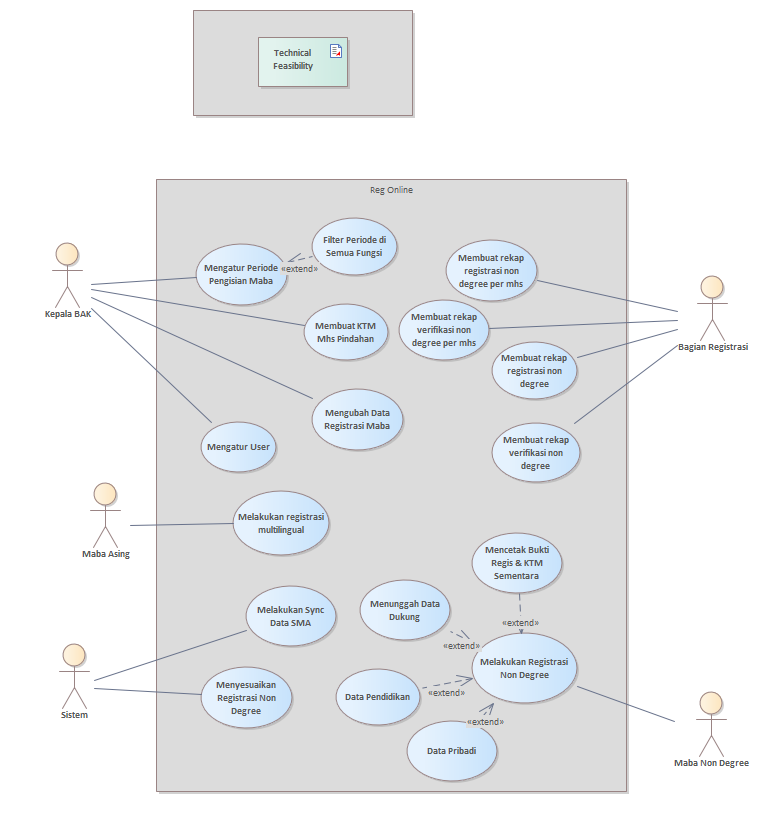 Technical
Feasibility
Reg Online
Filter Periode di
Semua Fungsi
Mengatur Periode
Pengisian Maba
«extend»
Membuat rekap
registrasi non
degree per mhs
Kepala BAK
Membuat KTM
Mhs Pindahan
Membuat rekap
verifikasi non
degree per mhs
Bagian Registrasi
Membuat rekap
registrasi non
degree
Mengubah Data
Registrasi Maba
Mengatur User
Membuat rekap
verifikasi non
degree
Melakukan registrasi
multilingual
Maba Asing
Mencetak Bukti
Regis & KTM
Sementara
Melakukan Sync
Data SMA
Menunggah Data
Dukung
«extend»
«extend»
Melakukan Registrasi
Non Degree
Menyesuaikan
Registrasi Non
Degree
Data Pendidikan
«extend»
Sistem
«extend»
Data Pribadi
Maba Non Degree